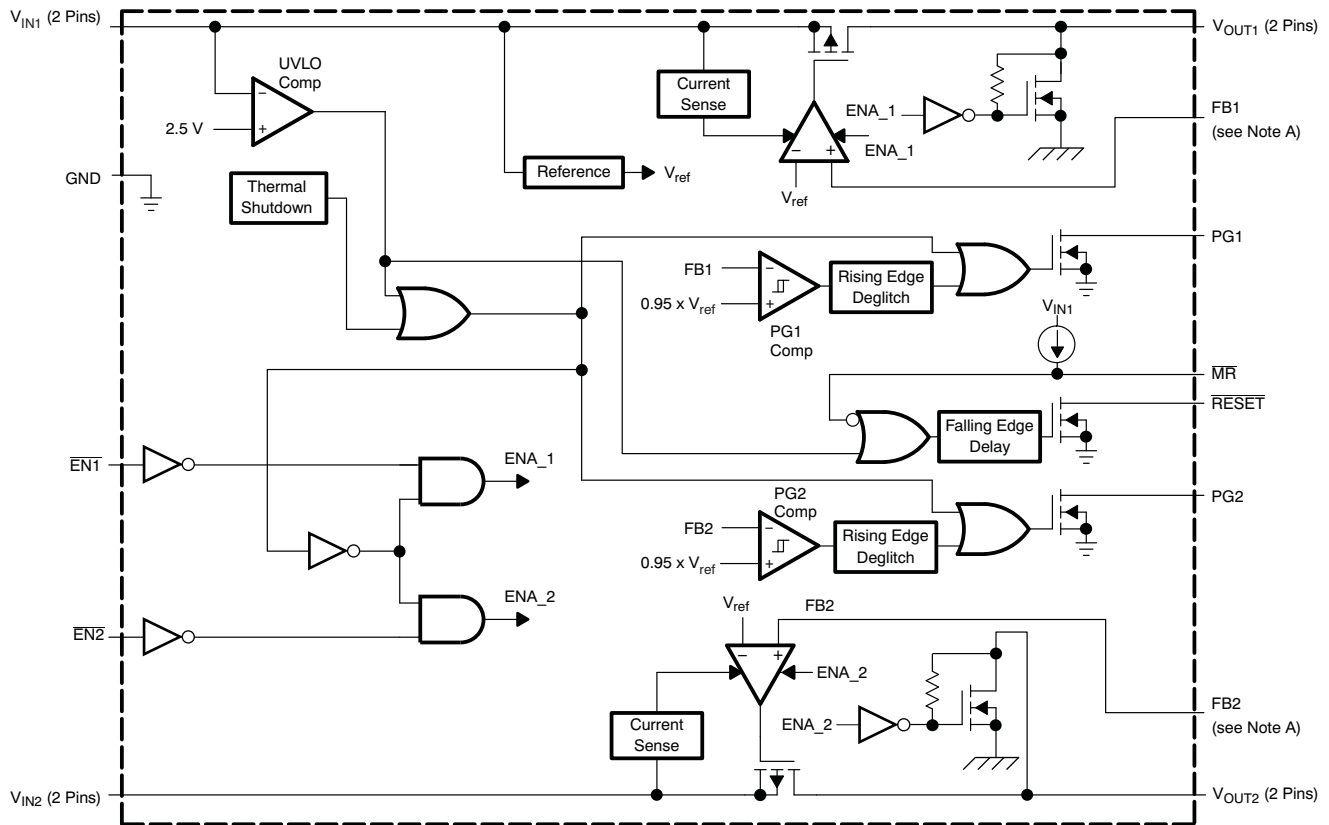 VIN1 (2 Pins)
VOUT1 (2 Pins)
UVLO
Comp
−
+
2.5 V
Current
Sense
ENA_1
ENA_1
FB1
(see Note A)
− +
Vref
GND
Thermal
Shutdown
Reference
Vref
PG1
FB1
−
0.95 x Vref
+
Rising Edge
Deglitch
PG1
Comp
VIN1
MR
RESET
Falling Edge
Delay
EN1
ENA_1
PG2
Comp
PG2
FB2
−
0.95 x Vref
+
Rising Edge
Deglitch
ENA_2
EN2
Vref
FB2
− +
ENA_2
ENA_2
Current
Sense
FB2
(see Note A)
VIN2 (2 Pins)
VOUT2 (2 Pins)